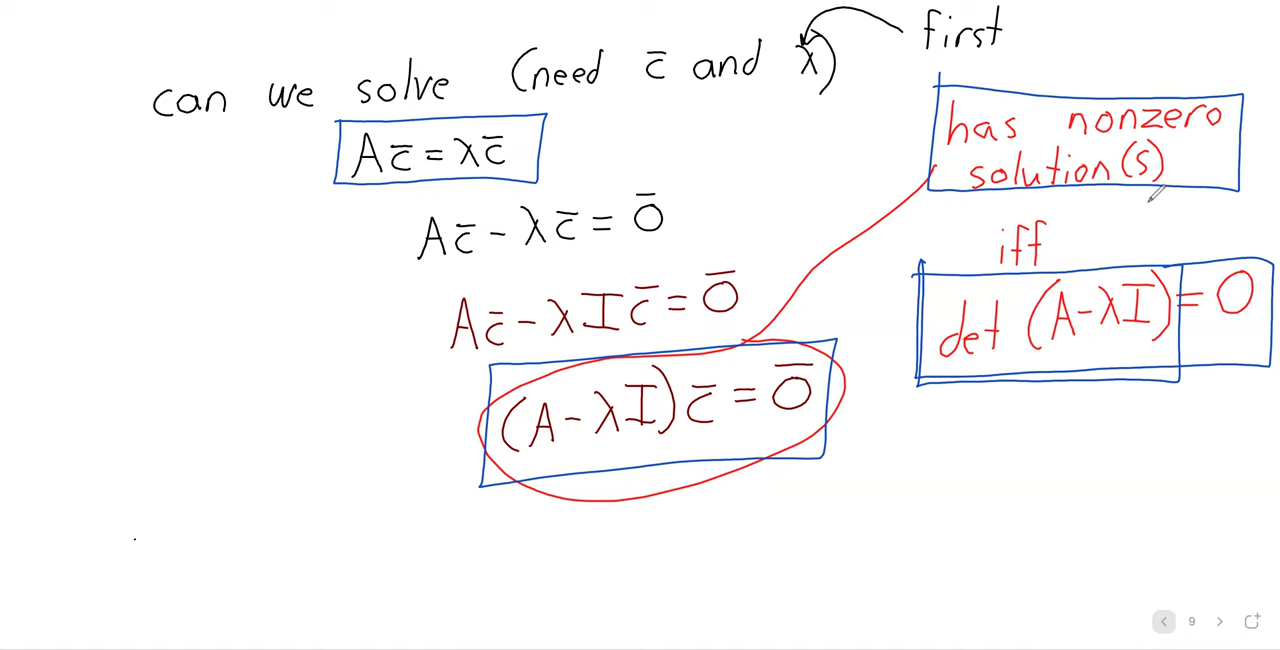 can we solve (need c̄ and λ) first
Ac̄ = λc̄
Ac̄ - λc̄ = 0̄
Ac̄ - λIc̄ = 0̄
(A - λI)c̄ = 0̄
has nonzero
solution(s)
iff
det (A - λI) = 0
9